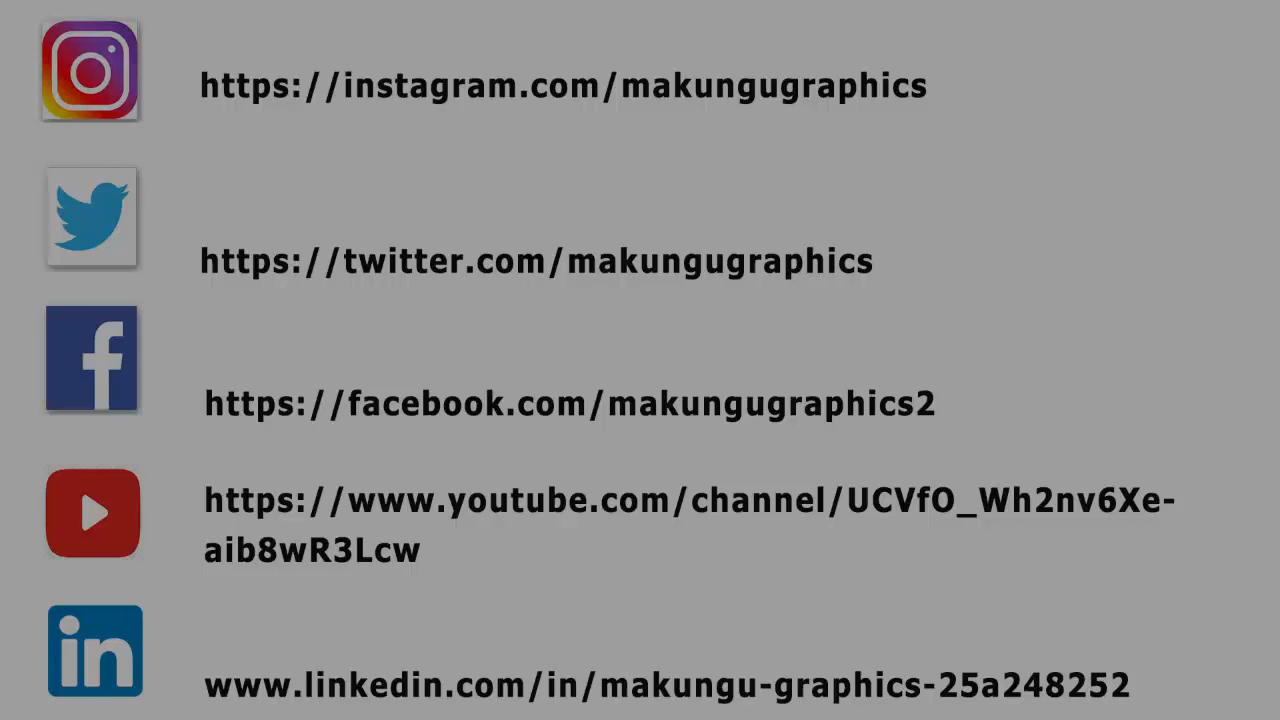 https://instagram.com/makungugraphics
https://twitter.com/makungugraphics
https://facebook.com/makungugraphics2
https://www.youtube.com/channel/UCVfO_Wh2nv6Xe-
aib8wR3Lcw
in
www.linkedin.com/in/makungu-graphics-25a248252